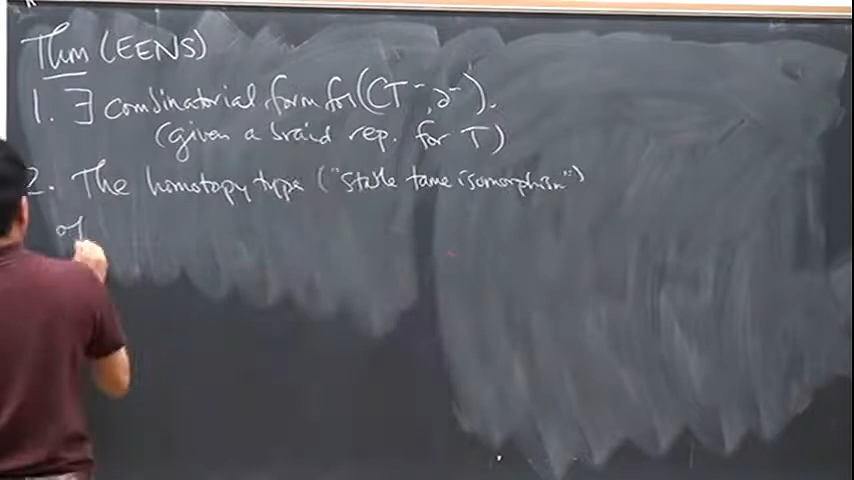 Thm (EENS)
1. ∃ combinatorial form for (CT⁻, ∂⁻).
(given a braid rep. for T)
2. The homotopy type ("stable tame isomorphism")
of